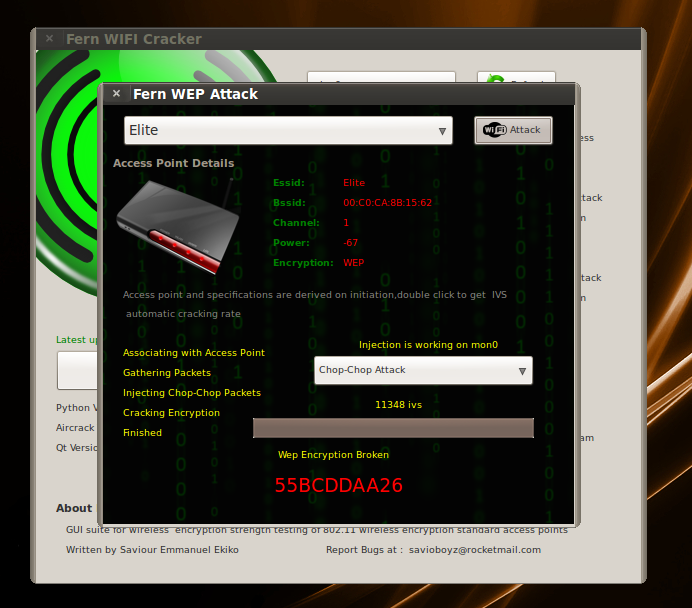 Fern WIFI Cracker
Fern WEP Attack
Elite
WiFi Attack
Access Point Details
Essid: Elite
Bssid: 00:C0:CA:8B:15:62
Channel: 1
Power: -67
Encryption: WEP
Access point and specifications are derived on initiation,double click to get IVS
automatic cracking rate
Latest
Injection is working on mon0
Associating with Access Point
Chop-Chop Attack
Gathering Packets
Injecting Chop-Chop Packets
11348 ivs
Cracking Encryption
Finished
Wep Encryption Broken
55BCDDAA26
Python V
Aircrack
Qt Versio
About
GUI suite for wireless encryption strength testing of 802.11 wireless encryption standard access points
Written by Saviour Emmanuel Ekiko
Report Bugs at : savioboyz@rocketmail.com